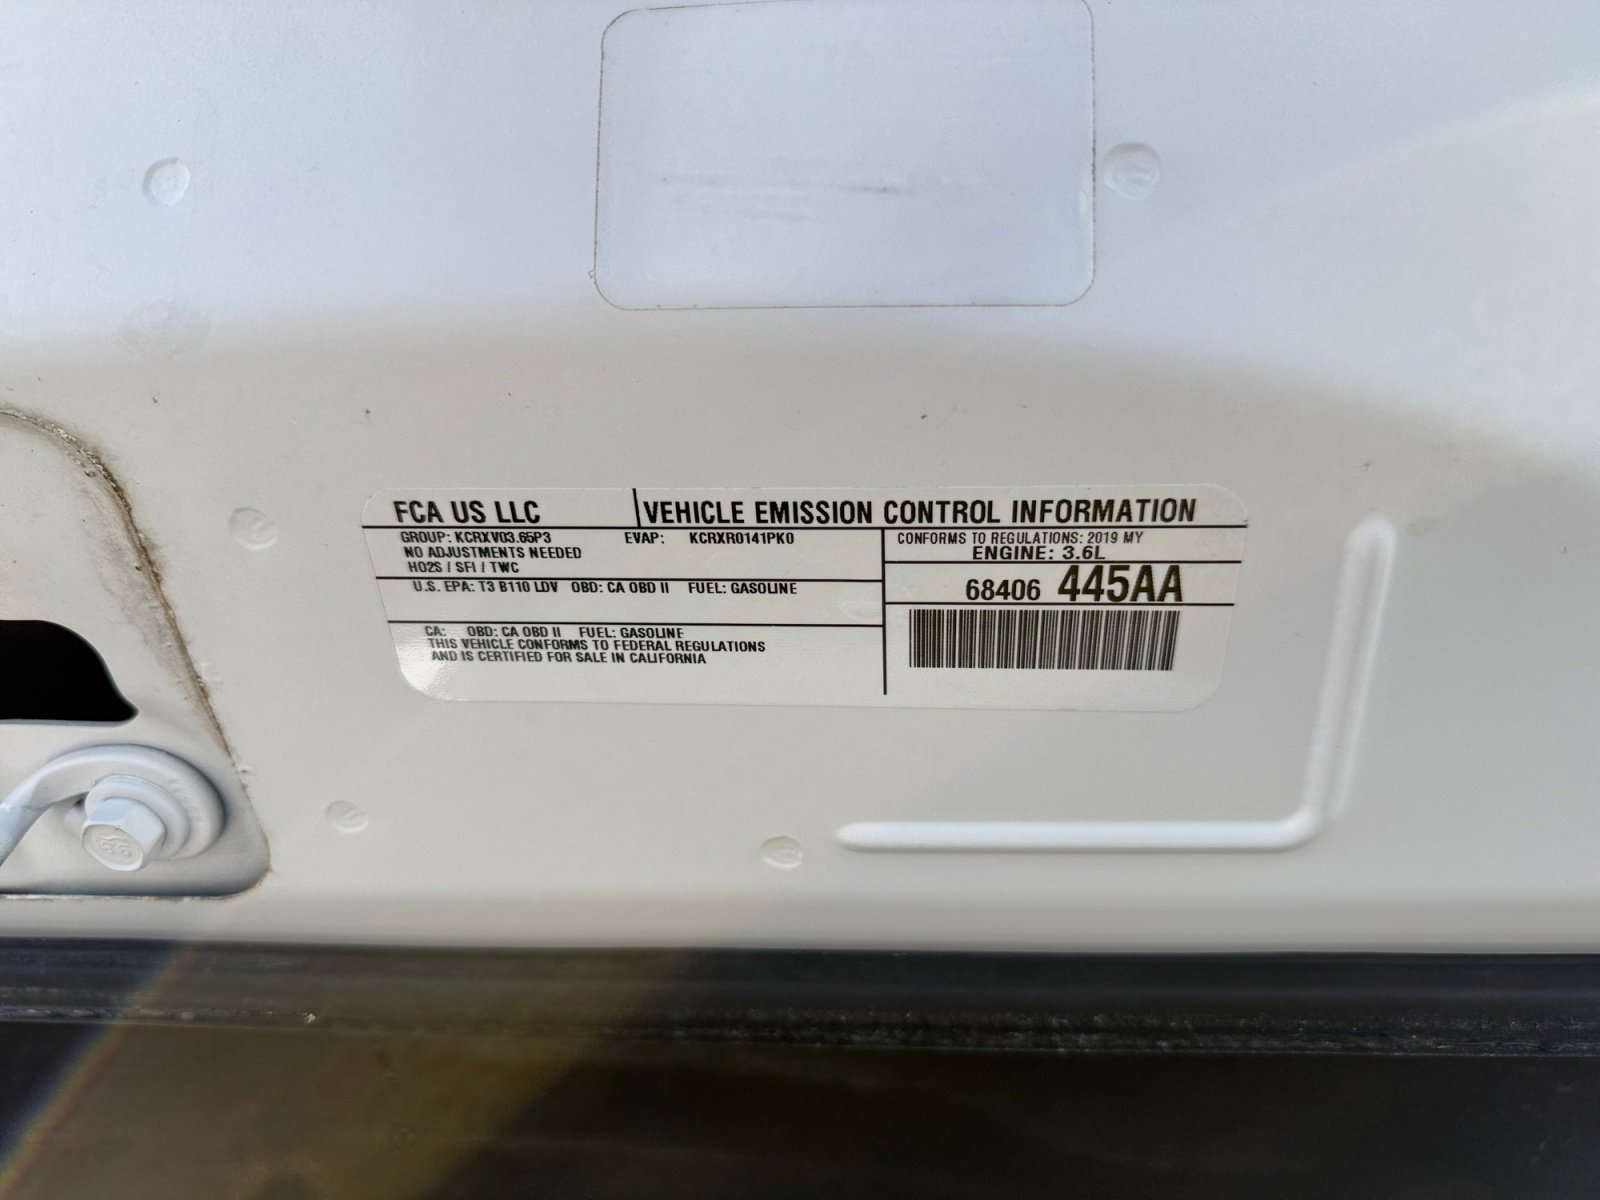 FCA US LLC VEHICLE EMISSION CONTROL INFORMATION
GROUP: KCRXV03.65P3 EVAP: KCRXR0141PK0
NO ADJUSTMENTS NEEDED
HO2S / SFI / TWC
U.S. EPA: T3 B110 LDV OBD: CA OBD II FUEL: GASOLINE
CA: OBD: CA OBD II FUEL: GASOLINE
THIS VEHICLE CONFORMS TO FEDERAL REGULATIONS
AND IS CERTIFIED FOR SALE IN CALIFORNIA
CONFORMS TO REGULATIONS: 2019 MY
ENGINE: 3.6L
68406 445AA